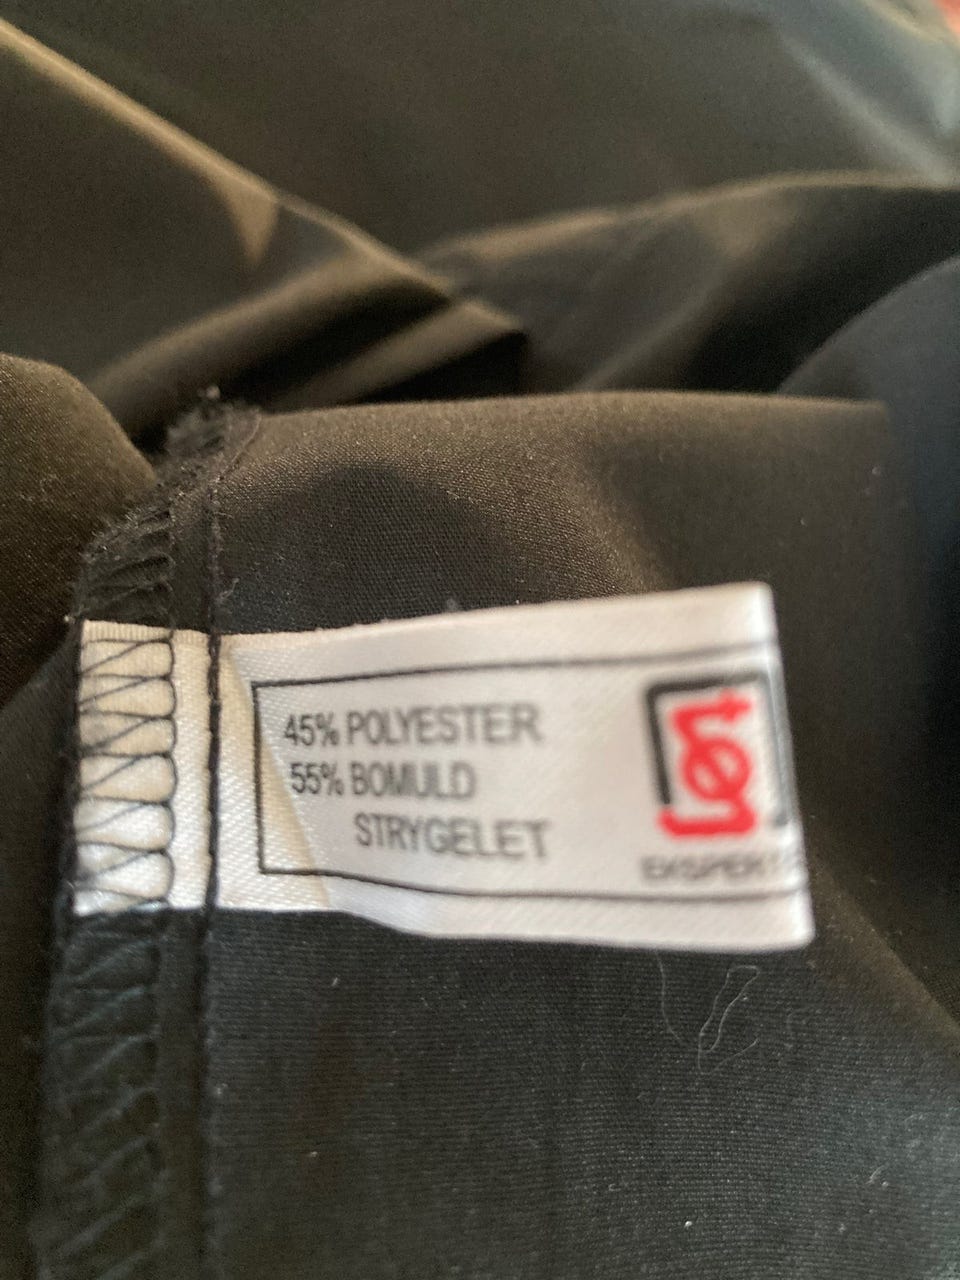 45% POLYESTER
55% BOMULD
STRYGELET